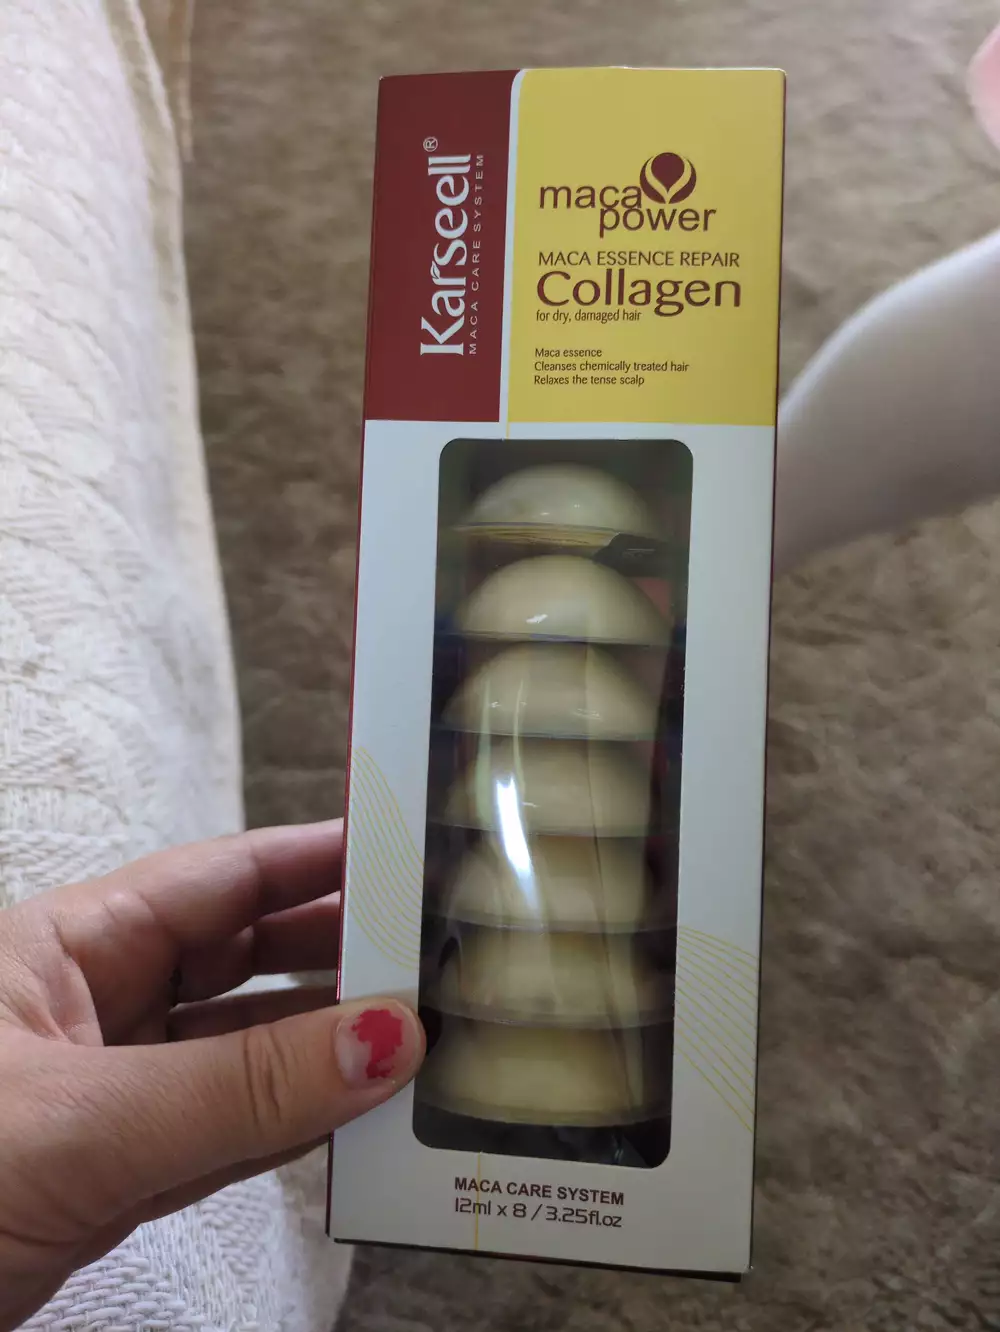 Karseell®
MACA CARE SYSTEM
maca
power
MACA ESSENCE REPAIR
Collagen
for dry, damaged hair
Maca essence
Cleanses chemically treated hair
Relaxes the tense scalp
MACA CARE SYSTEM
12ml x 8 / 3.25fl.oz